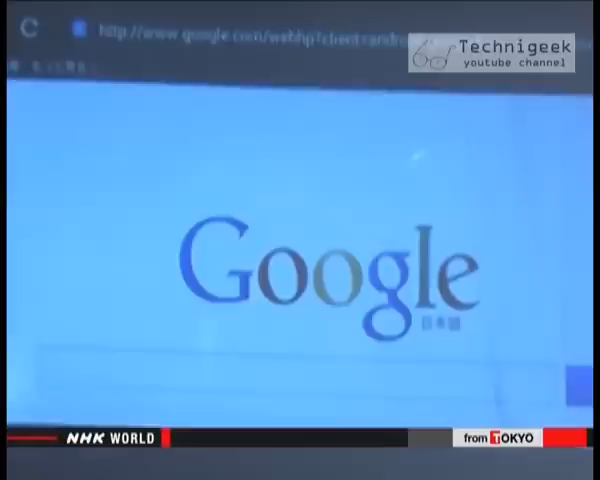 http://www.google.com/webhp?client=andro
Technigeek
youtube channel
Google
日本語
NHK WORLD
from TOKYO